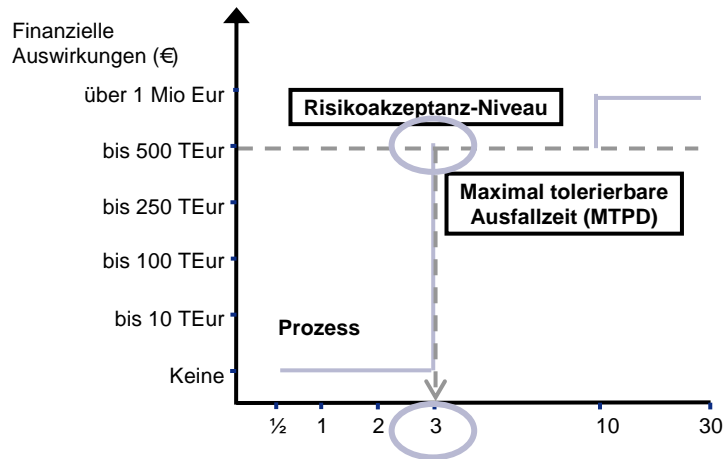 Finanzielle
Auswirkungen (€)
über 1 Mio Eur
Risikoakzeptanz-Niveau
bis 500 TEur
Maximal tolerierbare
Ausfallzeit (MTPD)
bis 250 TEur
bis 100 TEur
bis 10 TEur
Prozess
Keine
½ 1 2 3 10 30